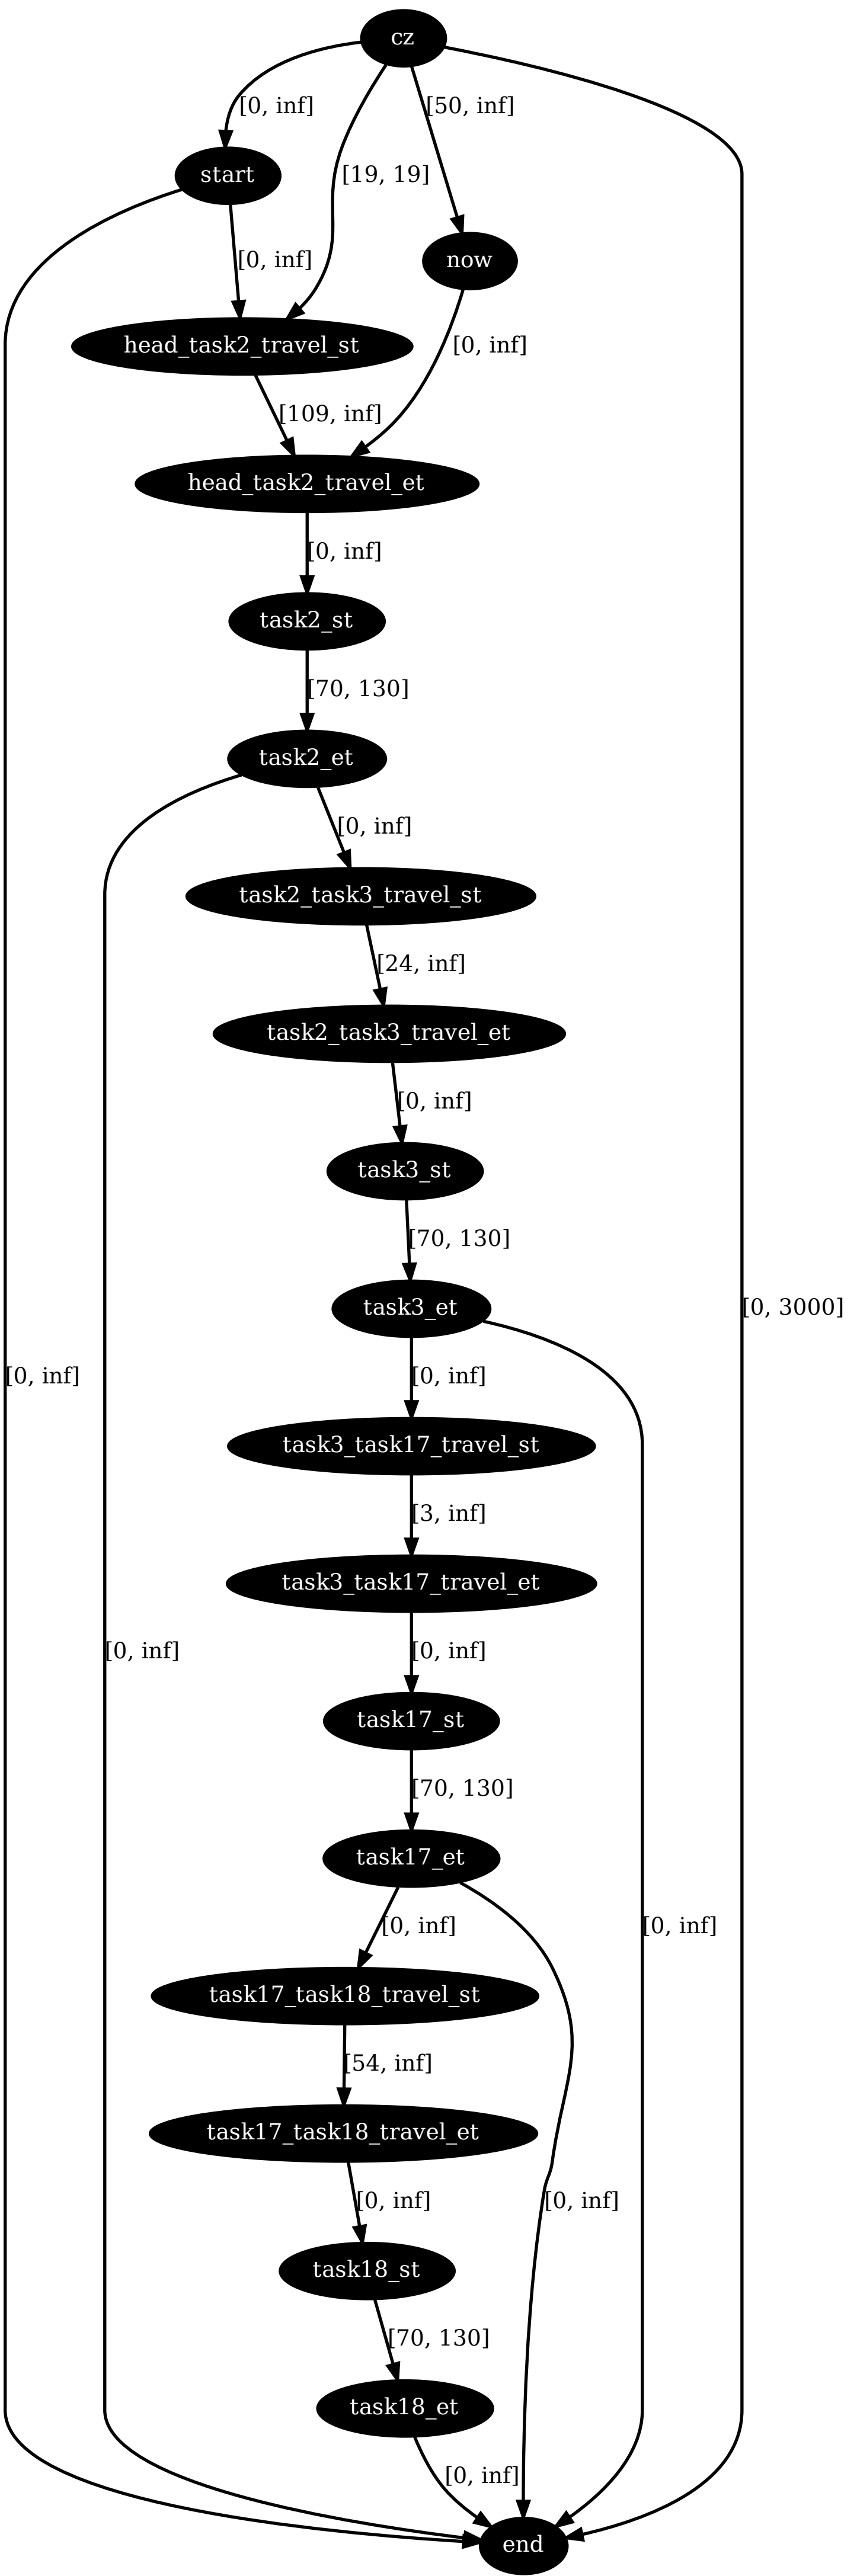 cz
[0, inf]
[50, inf]
start
[19, 19]
[0, inf]
now
head_task2_travel_st
[0, inf]
[109, inf]
head_task2_travel_et
[0, inf]
task2_st
[70, 130]
task2_et
[0, inf]
task2_task3_travel_st
[24, inf]
task2_task3_travel_et
[0, inf]
task3_st
[70, 130]
task3_et
[0, 3000]
[0, inf]
[0, inf]
task3_task17_travel_st
[3, inf]
task3_task17_travel_et
[0, inf]
[0, inf]
task17_st
[70, 130]
task17_et
[0, inf]
[0, inf]
task17_task18_travel_st
[54, inf]
task17_task18_travel_et
[0, inf]
[0, inf]
task18_st
[70, 130]
task18_et
[0, inf]
end